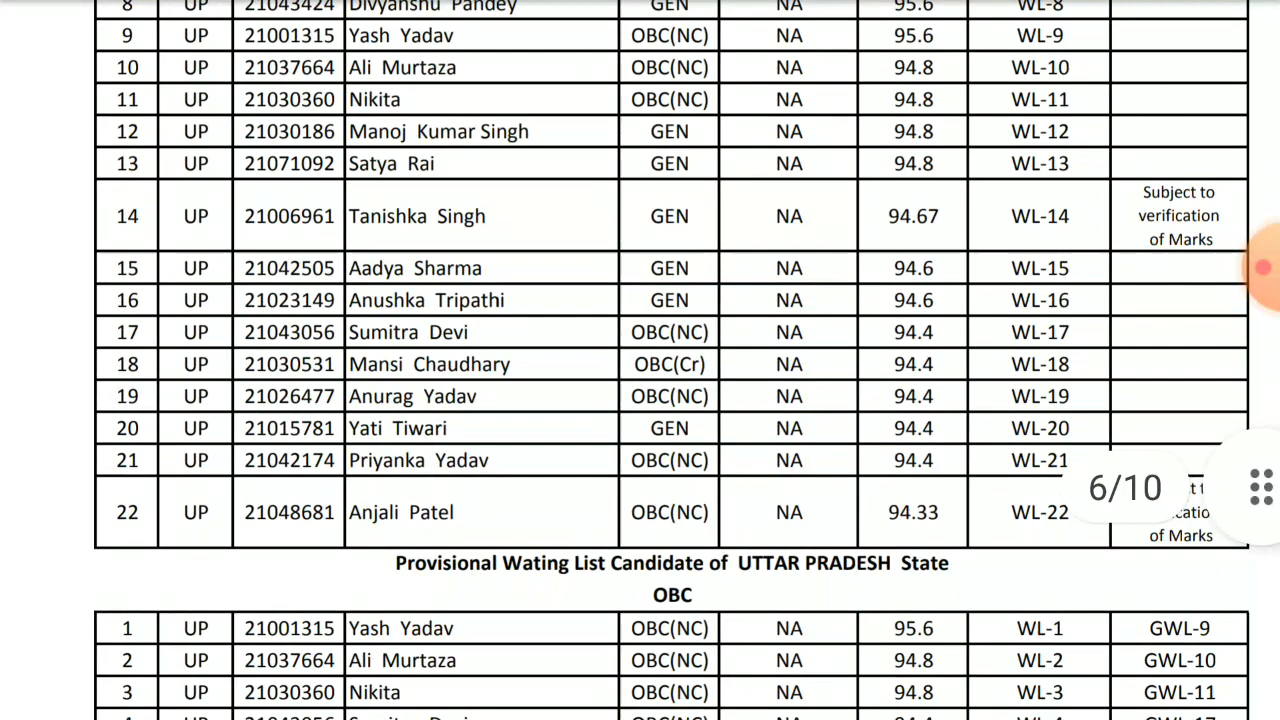 8 UP 21043424 Divyanshu Pandey GEN NA 95.6 WL-8
9 UP 21001315 Yash Yadav OBC(NC) NA 95.6 WL-9
10 UP 21037664 Ali Murtaza OBC(NC) NA 94.8 WL-10
11 UP 21030360 Nikita OBC(NC) NA 94.8 WL-11
12 UP 21030186 Manoj Kumar Singh GEN NA 94.8 WL-12
13 UP 21071092 Satya Rai GEN NA 94.8 WL-13
14 UP 21006961 Tanishka Singh GEN NA 94.67 WL-14 Subject to
verification
of Marks
15 UP 21042505 Aadya Sharma GEN NA 94.6 WL-15
16 UP 21023149 Anushka Tripathi GEN NA 94.6 WL-16
17 UP 21043056 Sumitra Devi OBC(NC) NA 94.4 WL-17
18 UP 21030531 Mansi Chaudhary OBC(Cr) NA 94.4 WL-18
19 UP 21026477 Anurag Yadav OBC(NC) NA 94.4 WL-19
20 UP 21015781 Yati Tiwari GEN NA 94.4 WL-20
21 UP 21042174 Priyanka Yadav OBC(NC) NA 94.4 WL-21
6/10
22 UP 21048681 Anjali Patel OBC(NC) NA 94.33 WL-22
of Marks
Provisional Wating List Candidate of UTTAR PRADESH State
OBC
1 UP 21001315 Yash Yadav OBC(NC) NA 95.6 WL-1 GWL-9
2 UP 21037664 Ali Murtaza OBC(NC) NA 94.8 WL-2 GWL-10
3 UP 21030360 Nikita OBC(NC) NA 94.8 WL-3 GWL-11